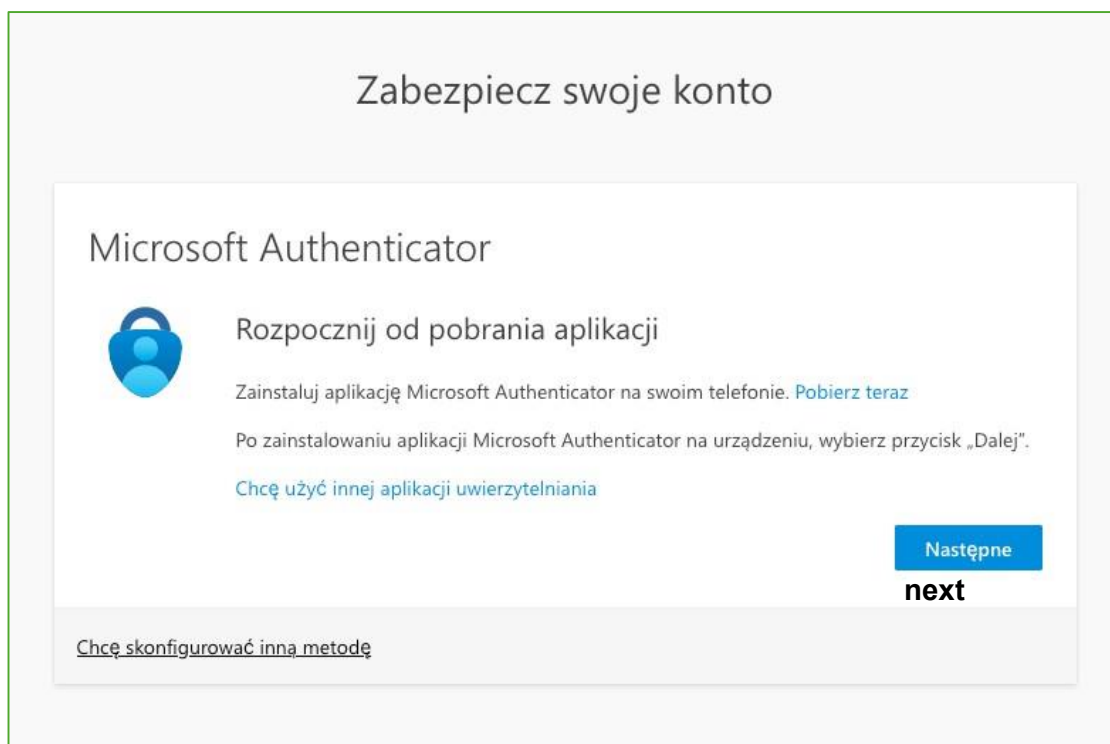 Zabezpiecz swoje konto
Microsoft Authenticator
Rozpocznij od pobrania aplikacji
Zainstaluj aplikację Microsoft Authenticator na swoim telefonie. Pobierz teraz
Po zainstalowaniu aplikacji Microsoft Authenticator na urządzeniu, wybierz przycisk „Dalej”.
Chcę użyć innej aplikacji uwierzytelniania
Następne
next
Chcę skonfigurować inną metodę